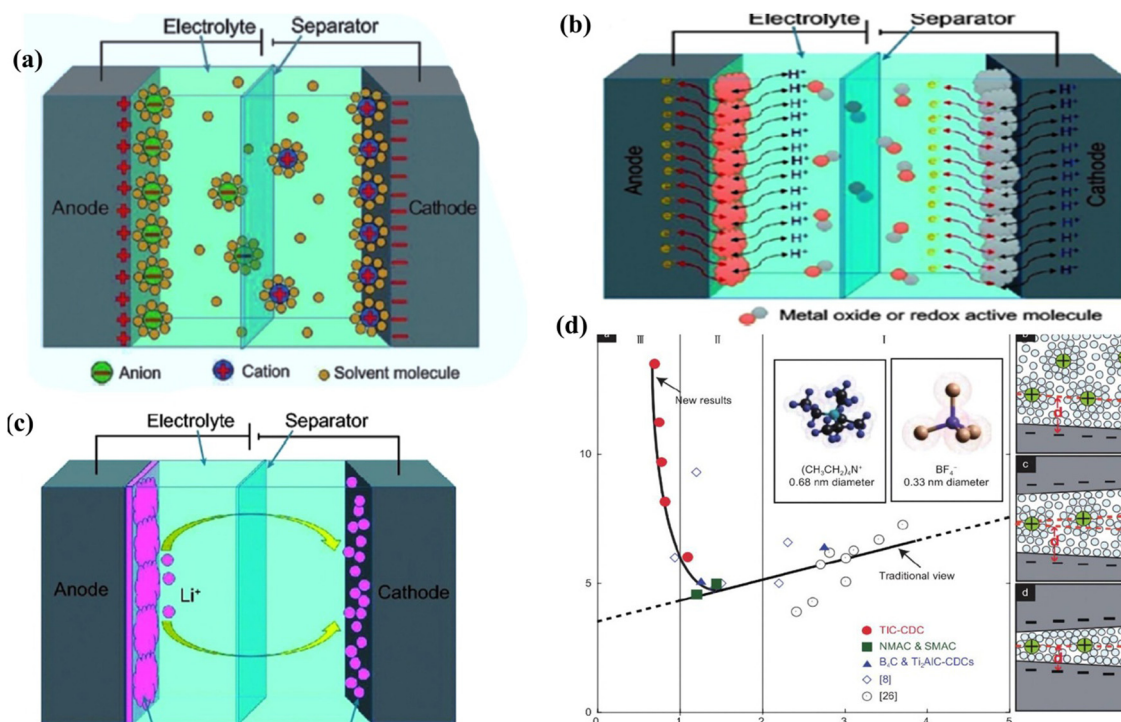 (a)
Electrolyte
Separator
Anode
Cathode
Anion
Cation
Solvent molecule
(b)
Electrolyte
Separator
Anode
H+
Cathode
Metal oxide or redox active molecule
(c)
Electrolyte
Separator
Anode
Li+
Cathode
(d)
III
II
I
New results
(CH3CH2)4N+
0.68 nm diameter
BF4−
0.33 nm diameter
Traditional view
TIC-CDC
NMAC & SMAC
B4C & Ti2AlC-CDCs
[8]
[26]
10
5
0
0 1 2 3 4 5
d
c
d
d
d